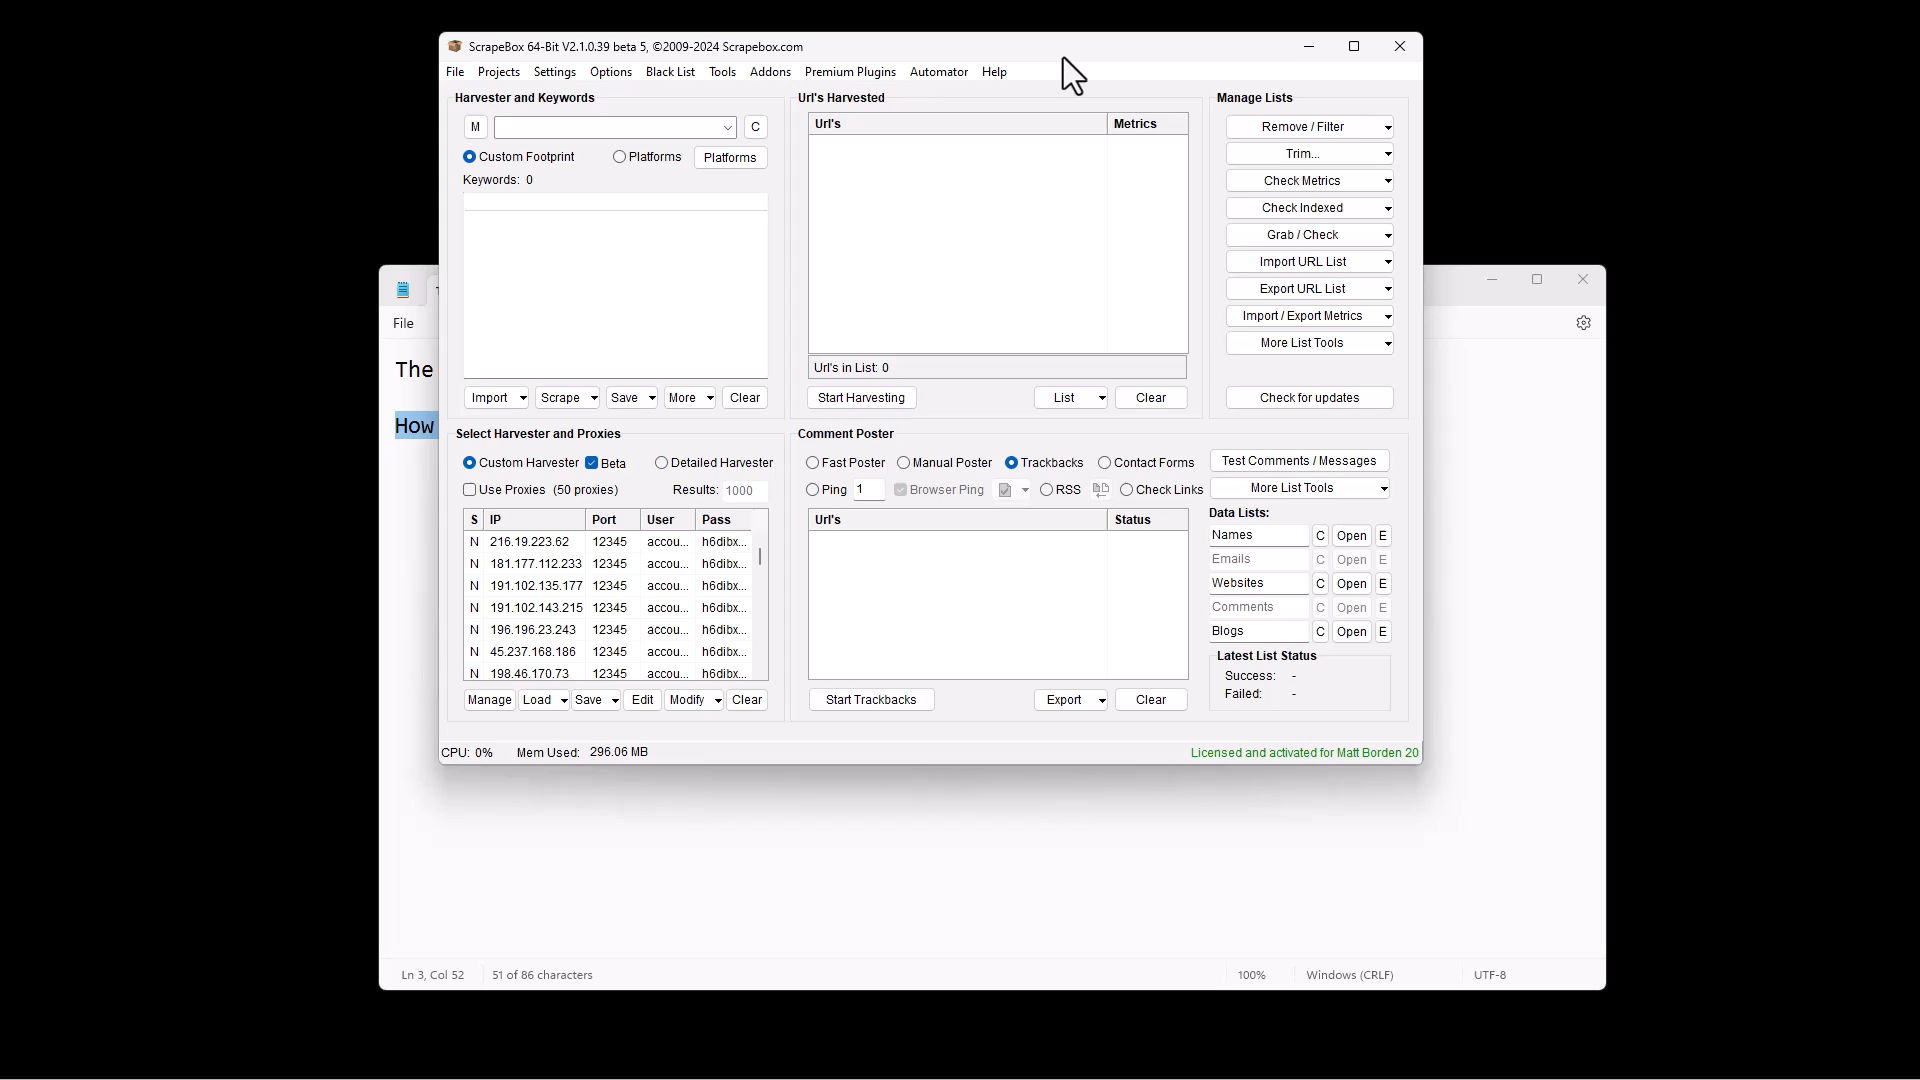 ScrapeBox 64-Bit V2.1.0.39 beta 5, ©2009-2024 Scrapebox.com
File Projects Settings Options Black List Tools Addons Premium Plugins Automator Help
Harvester and Keywords
M C
Custom Footprint Platforms Platforms
Keywords: 0
Import Scrape Save More Clear
Url's Harvested
Url's Metrics
Url's in List: 0
Start Harvesting List Clear
Manage Lists
Remove / Filter
Trim...
Check Metrics
Check Indexed
Grab / Check
Import URL List
Export URL List
Import / Export Metrics
More List Tools
Check for updates
Select Harvester and Proxies
Custom Harvester Beta Detailed Harvester
Use Proxies (50 proxies) Results: 1000
S IP Port User Pass
N 216.19.223.62 12345 accou... h6dibx...
N 181.177.112.233 12345 accou... h6dibx...
N 191.102.135.177 12345 accou... h6dibx...
N 191.102.143.215 12345 accou... h6dibx...
N 196.196.23.243 12345 accou... h6dibx...
N 45.237.168.186 12345 accou... h6dibx...
N 198.46.170.73 12345 accou... h6dibx...
Manage Load Save Edit Modify Clear
Comment Poster
Fast Poster Manual Poster Trackbacks Contact Forms
Ping 1 Browser Ping RSS Check Links
Url's Status
Start Trackbacks Export Clear
Test Comments / Messages
More List Tools
Data Lists:
Names C Open E
Emails C Open E
Websites C Open E
Comments C Open E
Blogs C Open E
Latest List Status
Success: -
Failed: -
CPU: 0% Mem Used: 296.06 MB Licensed and activated for Matt Borden 20
File
The
How
Ln 3, Col 52 51 of 86 characters 100% Windows (CRLF) UTF-8